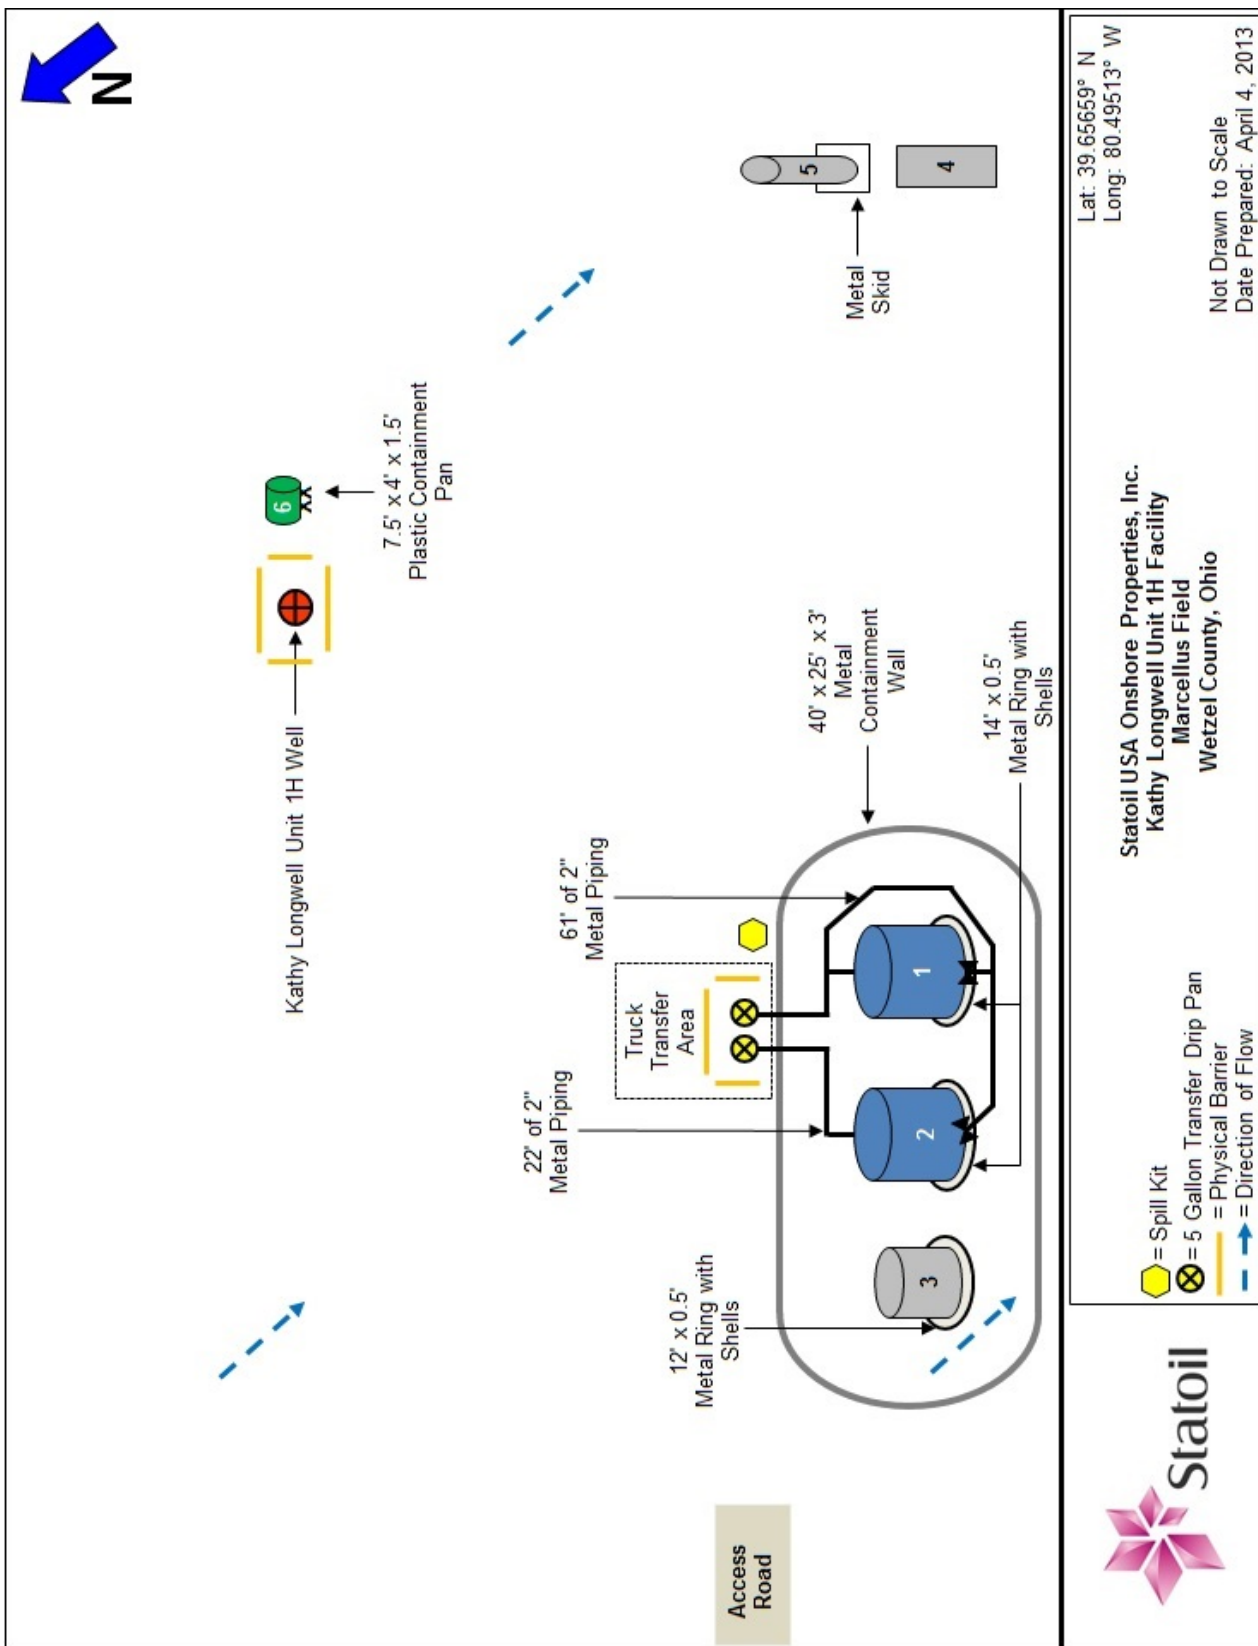 N
Kathy Longwell Unit 1H Well
6
7.5' x 4' x 1.5'
Plastic Containment
Pan
61' of 2"
Metal Piping
22' of 2"
Metal Piping
Truck
Transfer
Area
12' x 0.5'
Metal Ring with
Shells
40' x 25' x 3'
Metal
Containment
Wall
14' x 0.5'
Metal Ring with
Shells
Metal
Skid
5
4
3
2
1
Access
Road
Statoil
= Spill Kit
= 5 Gallon Transfer Drip Pan
= Physical Barrier
= Direction of Flow
Statoil USA Onshore Properties, Inc.
Kathy Longwell Unit 1H Facility
Marcellus Field
Wetzel County, Ohio
Lat: 39.65659° N
Long: 80.49513° W
Not Drawn to Scale
Date Prepared: April 4, 2013